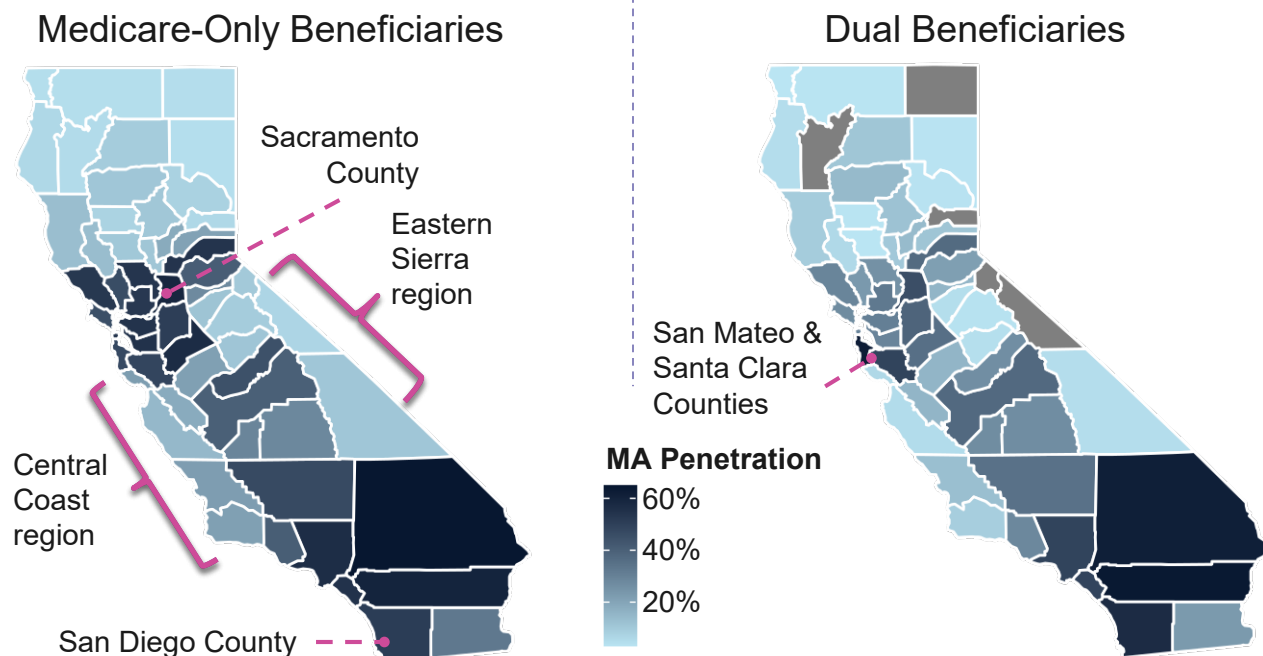 Medicare-Only Beneficiaries
Sacramento
County
Eastern
Sierra
region
Central
Coast
region
San Diego County
Dual Beneficiaries
San Mateo &
Santa Clara
Counties
MA Penetration
60%
40%
20%